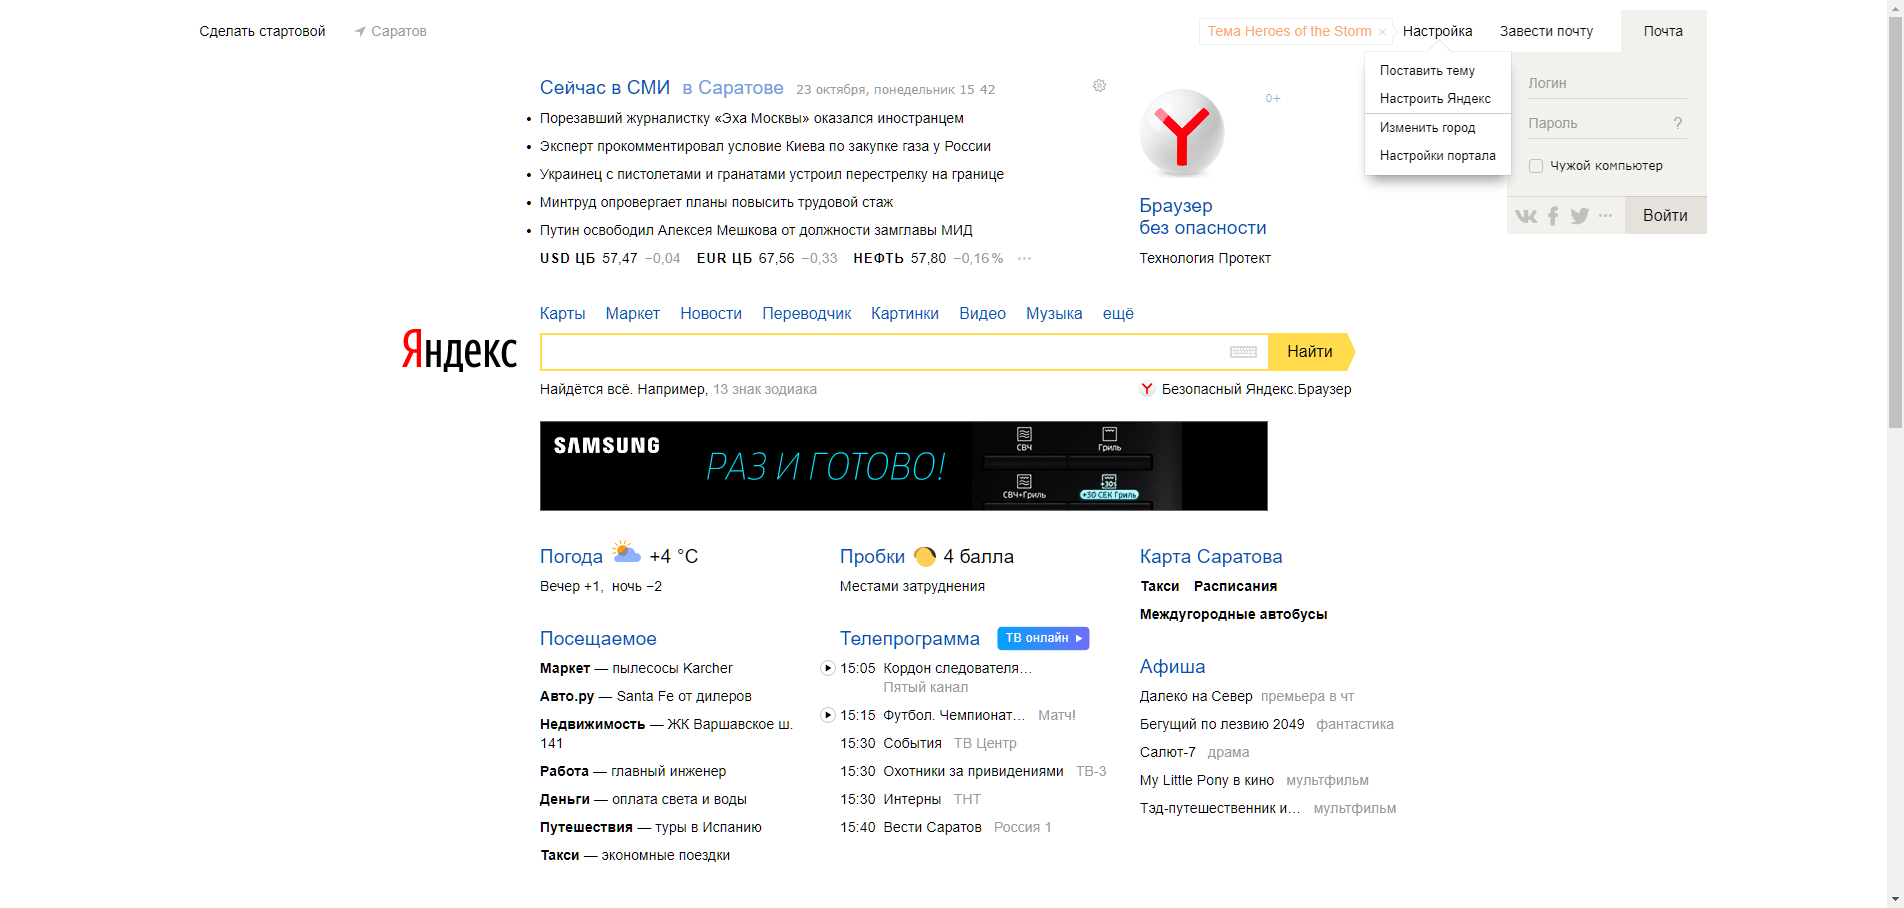 Сделать стартовой
Саратов
Тема Heroes of the Storm ×
Настройка
Завести почту
Почта
Поставить тему
Настроить Яндекс
Изменить город
Настройки портала
Логин
Пароль ?
Чужой компьютер
Войти
Сейчас в СМИ в Саратове 23 октября, понедельник 15 42
Порезавший журналистку «Эха Москвы» оказался иностранцем
Эксперт прокомментировал условие Киева по закупке газа у России
Украинец с пистолетами и гранатами устроил перестрелку на границе
Минтруд опровергает планы повысить трудовой стаж
Путин освободил Алексея Мешкова от должности замглавы МИД
USD ЦБ 57,47 −0,04 EUR ЦБ 67,56 −0,33 НЕФТЬ 57,80 −0,16% ···
0+
Браузер
без опасности
Технология Протект
Карты Маркет Новости Переводчик Картинки Видео Музыка ещё
Яндекс
Найти
Найдётся всё. Например, 13 знак зодиака
Безопасный Яндекс.Браузер
SAMSUNG
РАЗ И ГОТОВО!
СВЧ
Гриль
СВЧ+Гриль
+30s
+30 СЕК Гриль
Погода +4 °C
Вечер +1, ночь −2
Пробки 4 балла
Местами затруднения
Карта Саратова
Такси Расписания
Междугородные автобусы
Посещаемое
Маркет — пылесосы Karcher
Авто.ру — Santa Fe от дилеров
Недвижимость — ЖК Варшавское ш.
141
Работа — главный инженер
Деньги — оплата света и воды
Путешествия — туры в Испанию
Такси — экономные поездки
Телепрограмма ТВ онлайн
15:05 Кордон следователя…
Пятый канал
15:15 Футбол. Чемпионат… Матч!
15:30 События ТВ Центр
15:30 Охотники за привидениями ТВ-3
15:30 Интерны ТНТ
15:40 Вести Саратов Россия 1
Афиша
Далеко на Север премьера в чт
Бегущий по лезвию 2049 фантастика
Салют-7 драма
My Little Pony в кино мультфильм
Тэд-путешественник и… мультфильм